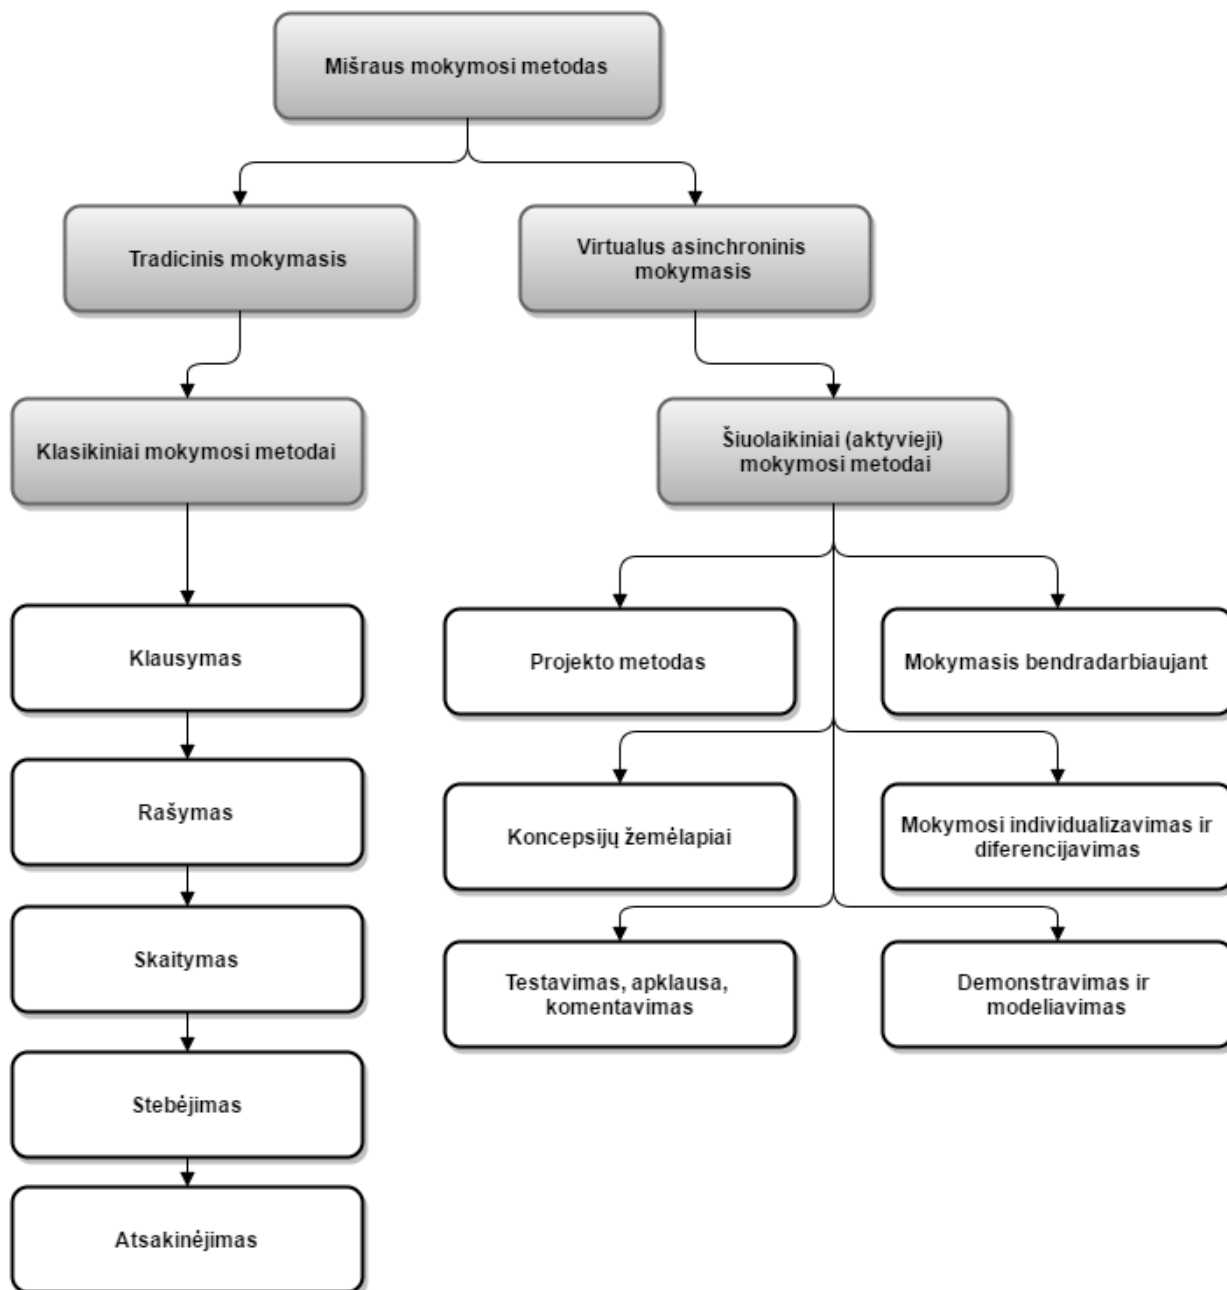 Mišraus mokymosi metodas
Tradicinis mokymasis
Virtualus asinchroninis
mokymasis
Klasikiniai mokymosi metodai
Šiuolaikiniai (aktyvieji)
mokymosi metodai
Klausymas
Rašymas
Skaitymas
Stebėjimas
Atsakinėjimas
Projekto metodas
Mokymasis bendradarbiaujant
Koncepsijų žemėlapiai
Mokymosi individualizavimas ir
diferencijavimas
Testavimas, apklausa,
komentavimas
Demonstravimas ir
modeliavimas